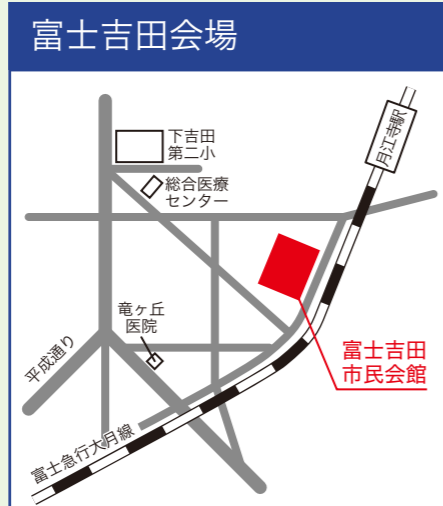 富士吉田会場
月江寺駅
下吉田
第二小
総合医療
センター
竜ヶ丘
医院
平成通り
富士吉田
市民会館
富士急行大月線